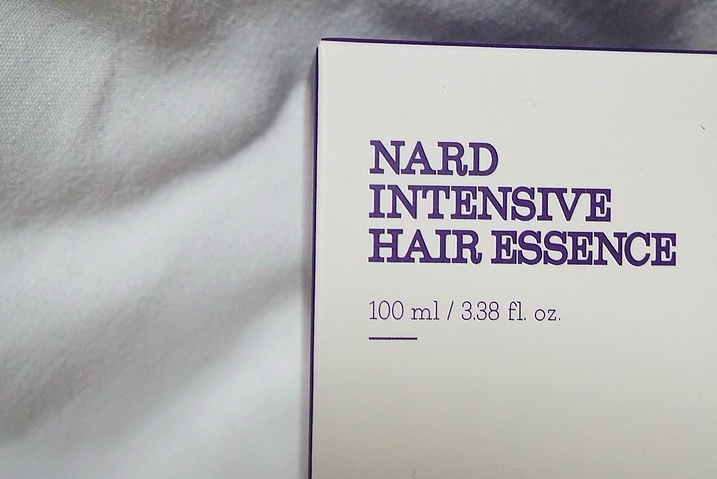 NARD
INTENSIVE
HAIR ESSENCE
100 ml / 3.38 fl. oz.